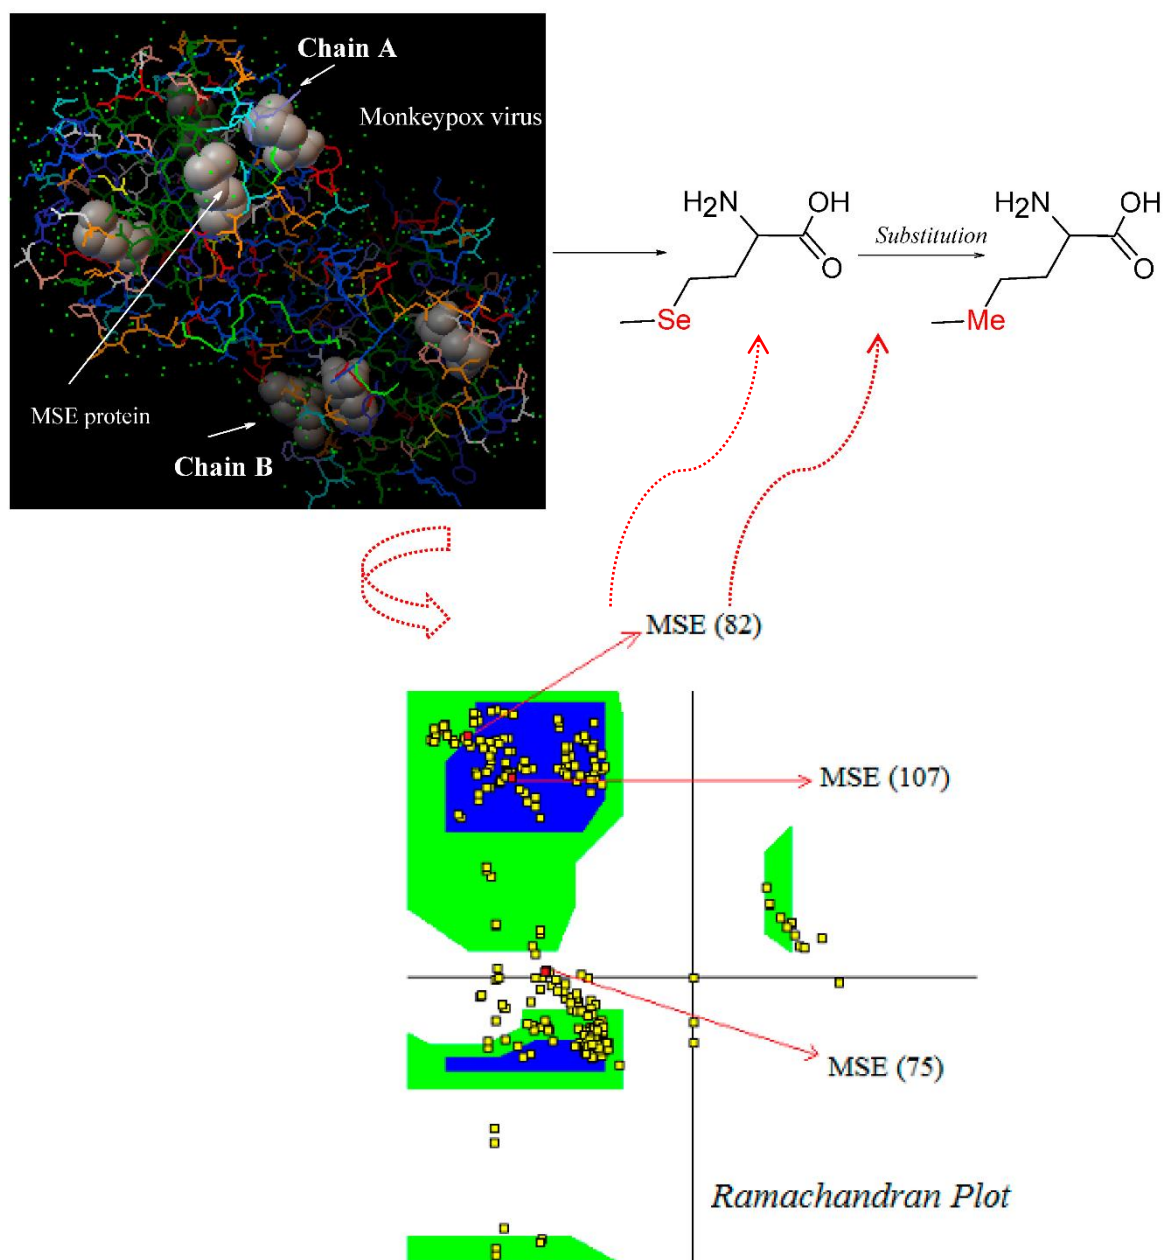 Chain A
Monkeypox virus
MSE protein
Chain B
H2N
OH
O
Se
Substitution
H2N
OH
O
Me
MSE (82)
MSE (107)
MSE (75)
Ramachandran Plot